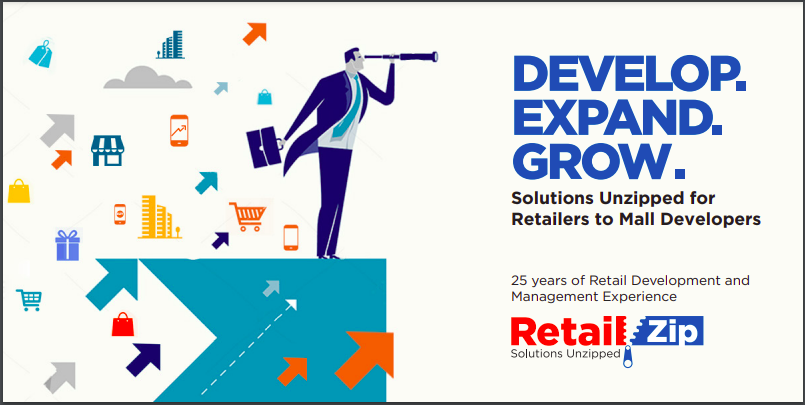 DEVELOP.
EXPAND.
GROW.
Solutions Unzipped for
Retailers to Mall Developers
25 years of Retail Development and
Management Experience
Retail Zip
Solutions Unzipped